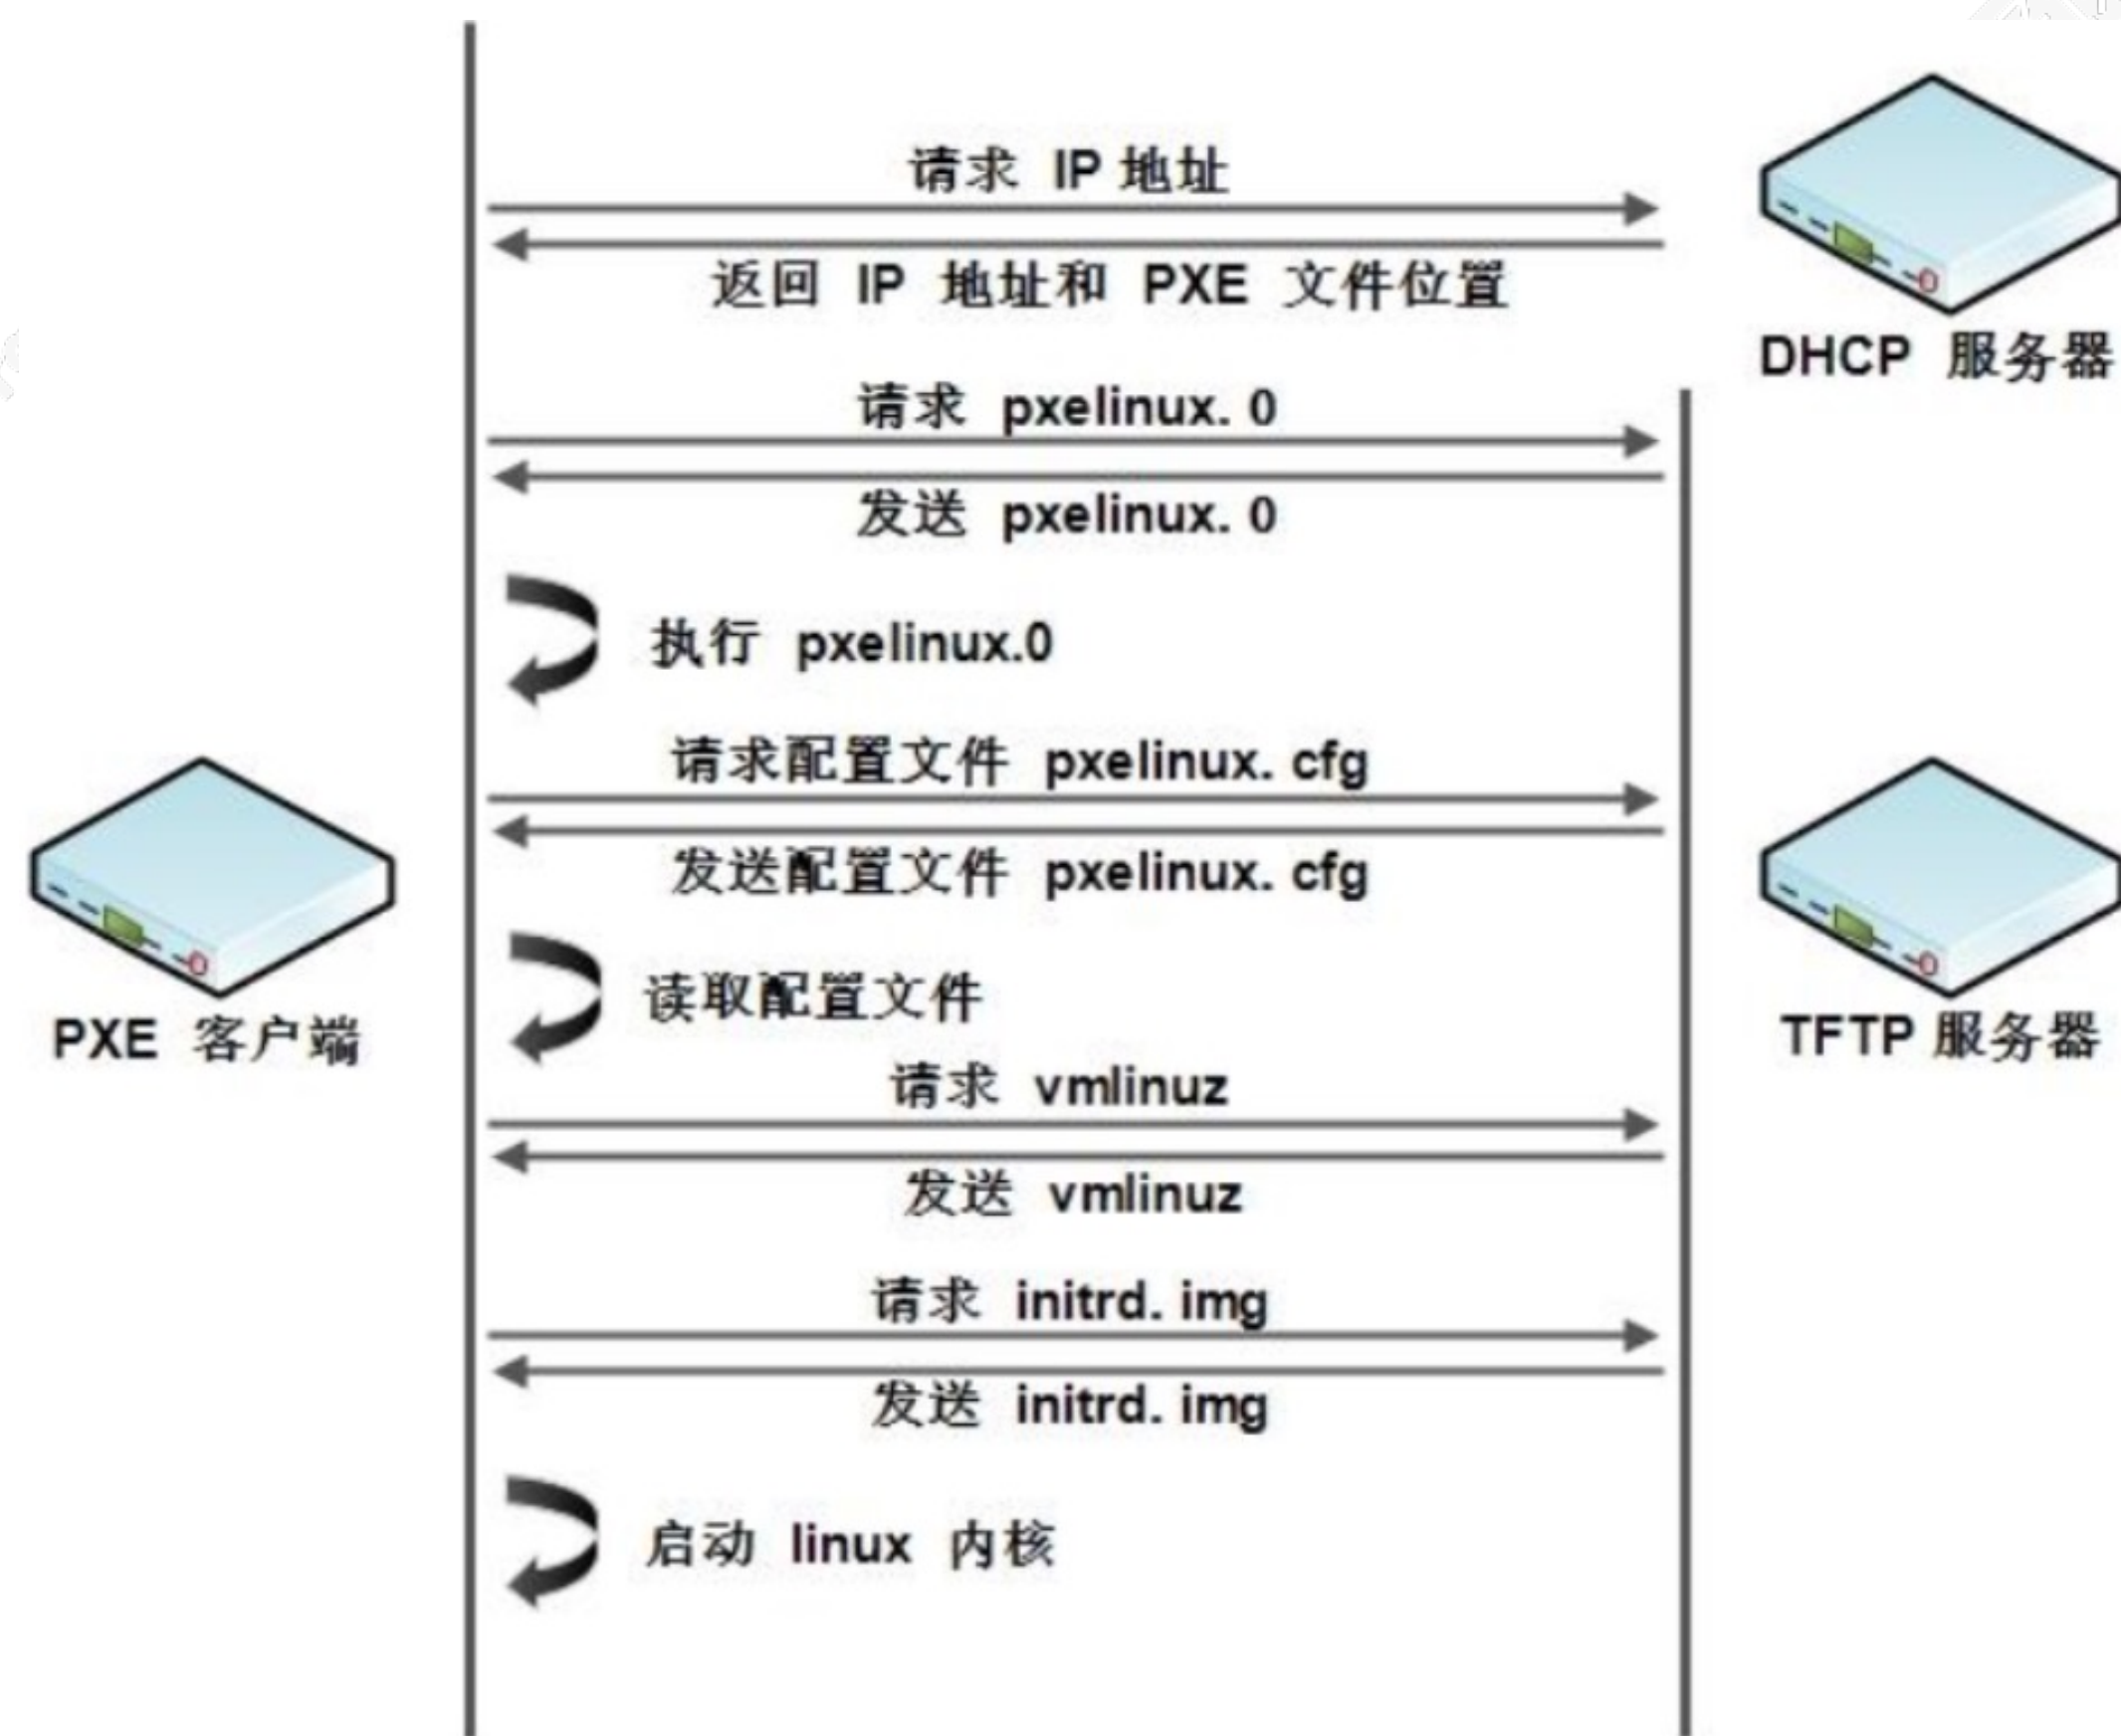 请求 IP 地址
返回 IP 地址和 PXE 文件位置
DHCP 服务器
请求 pxelinux. 0
发送 pxelinux. 0
执行 pxelinux.0
请求配置文件 pxelinux. cfg
发送配置文件 pxelinux. cfg
读取配置文件
PXE 客户端
TFTP 服务器
请求 vmlinuz
发送 vmlinuz
请求 initrd. img
发送 initrd. img
启动 linux 内核